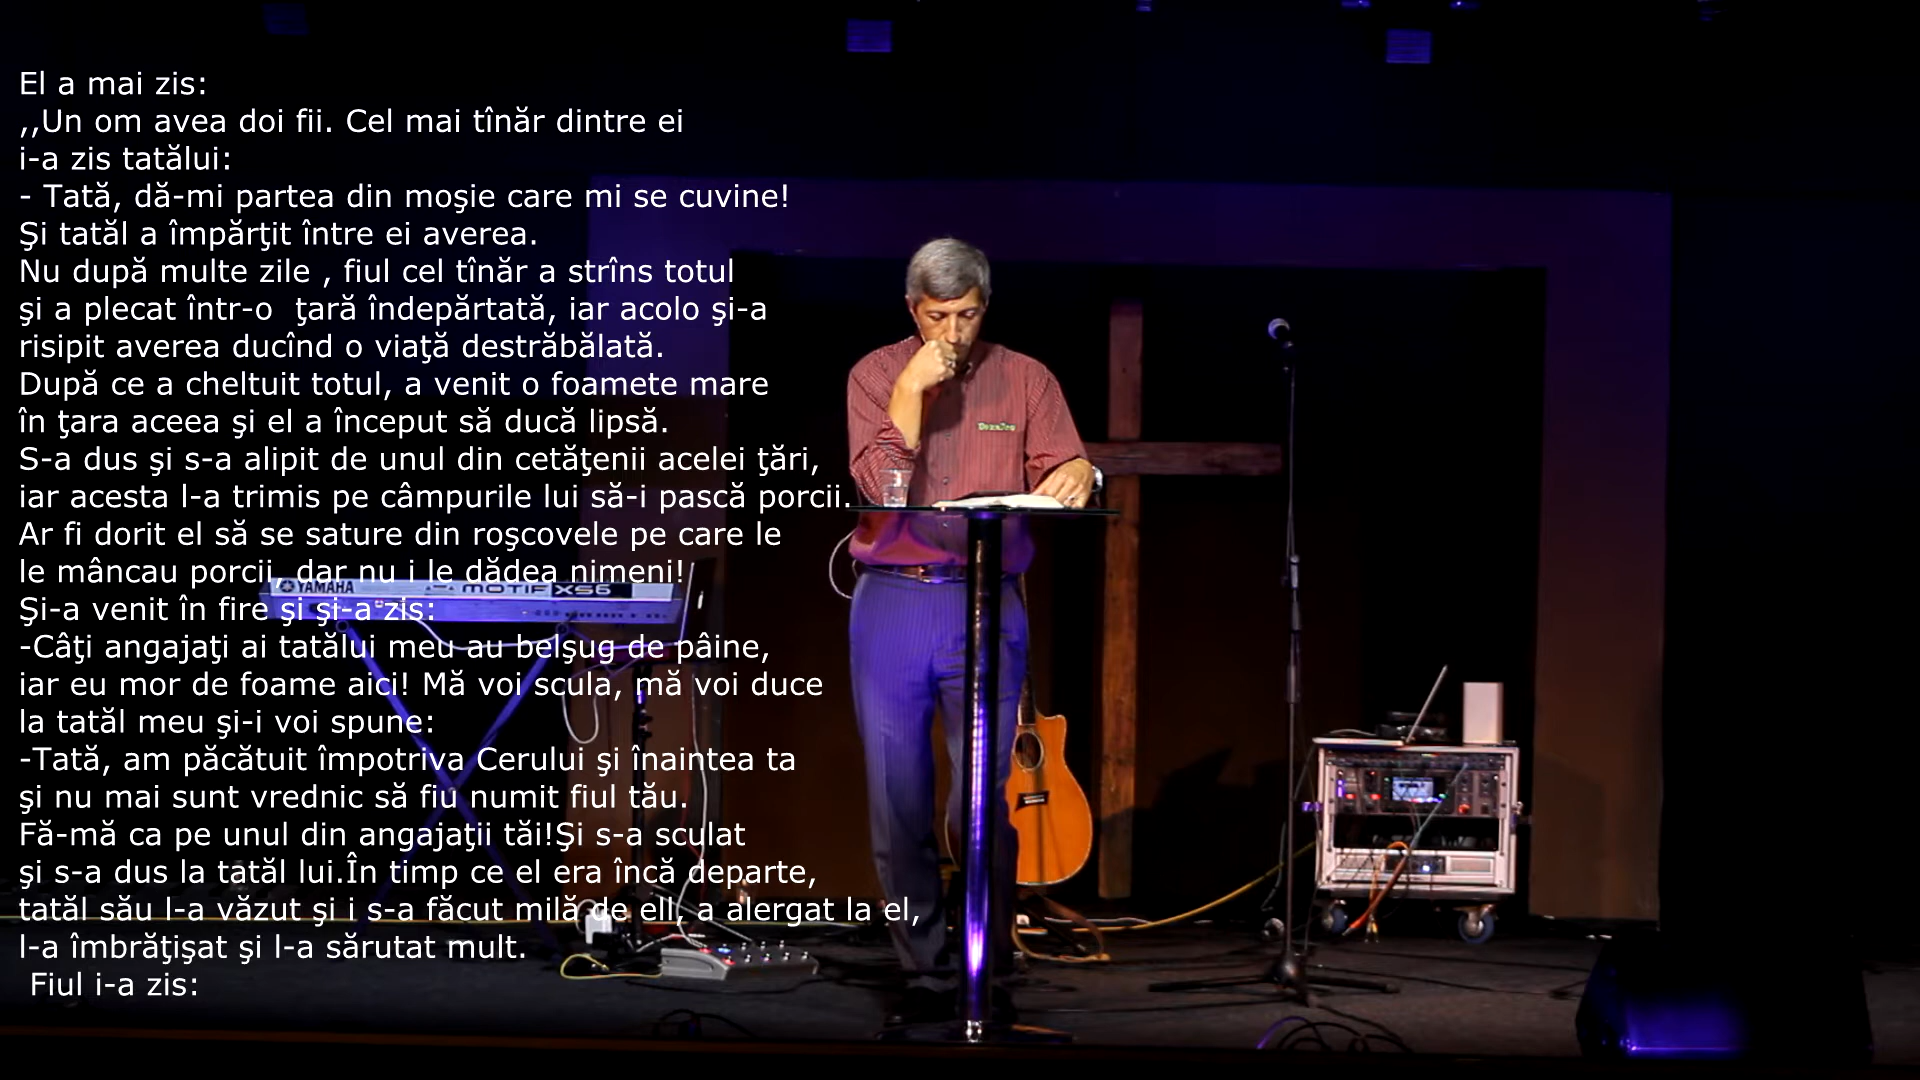 El a mai zis:
,,Un om avea doi fii. Cel mai tînăr dintre ei
i-a zis tatălui:
- Tată, dă-mi partea din moşie care mi se cuvine!
Şi tatăl a împărţit între ei averea.
Nu după multe zile , fiul cel tînăr a strîns totul
şi a plecat într-o  ţară îndepărtată, iar acolo şi-a
risipit averea ducînd o viaţă destrăbălată.
După ce a cheltuit totul, a venit o foamete mare
în ţara aceea şi el a început să ducă lipsă.
S-a dus şi s-a alipit de unul din cetăţenii acelei ţări,
iar acesta l-a trimis pe câmpurile lui să-i pască porcii.
Ar fi dorit el să se sature din roşcovele pe care le
le mâncau porcii, dar nu i le dădea nimeni!
Şi-a venit în fire şi şi-a zis:
-Câţi angajaţi ai tatălui meu au belşug de pâine,
iar eu mor de foame aici! Mă voi scula, mă voi duce
la tatăl meu şi-i voi spune:
-Tată, am păcătuit împotriva Cerului şi înaintea ta
şi nu mai sunt vrednic să fiu numit fiul tău.
Fă-mă ca pe unul din angajaţii tăi!Şi s-a sculat
şi s-a dus la tatăl lui.În timp ce el era încă departe,
tatăl său l-a văzut şi i s-a făcut milă de ell, a alergat la el,
l-a îmbrăţişat şi l-a sărutat mult.
Fiul i-a zis:
YAMAHA
MOTIF XS6